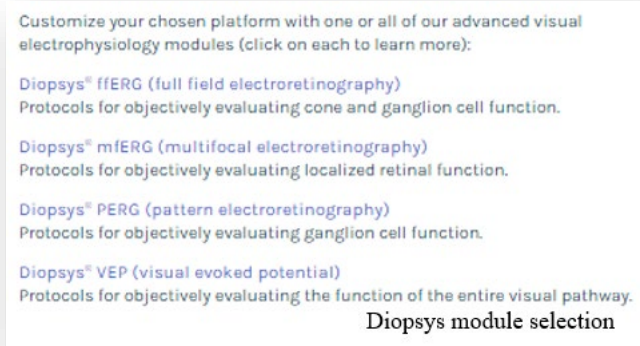 Customize your chosen platform with one or all of our advanced visual
electrophysiology modules (click on each to learn more):
Diopsys® ffERG (full field electroretinography)
Protocols for objectively evaluating cone and ganglion cell function.
Diopsys® mfERG (multifocal electroretinography)
Protocols for objectively evaluating localized retinal function.
Diopsys® PERG (pattern electroretinography)
Protocols for objectively evaluating ganglion cell function.
Diopsys® VEP (visual evoked potential)
Protocols for objectively evaluating the function of the entire visual pathway.
Diopsys module selection